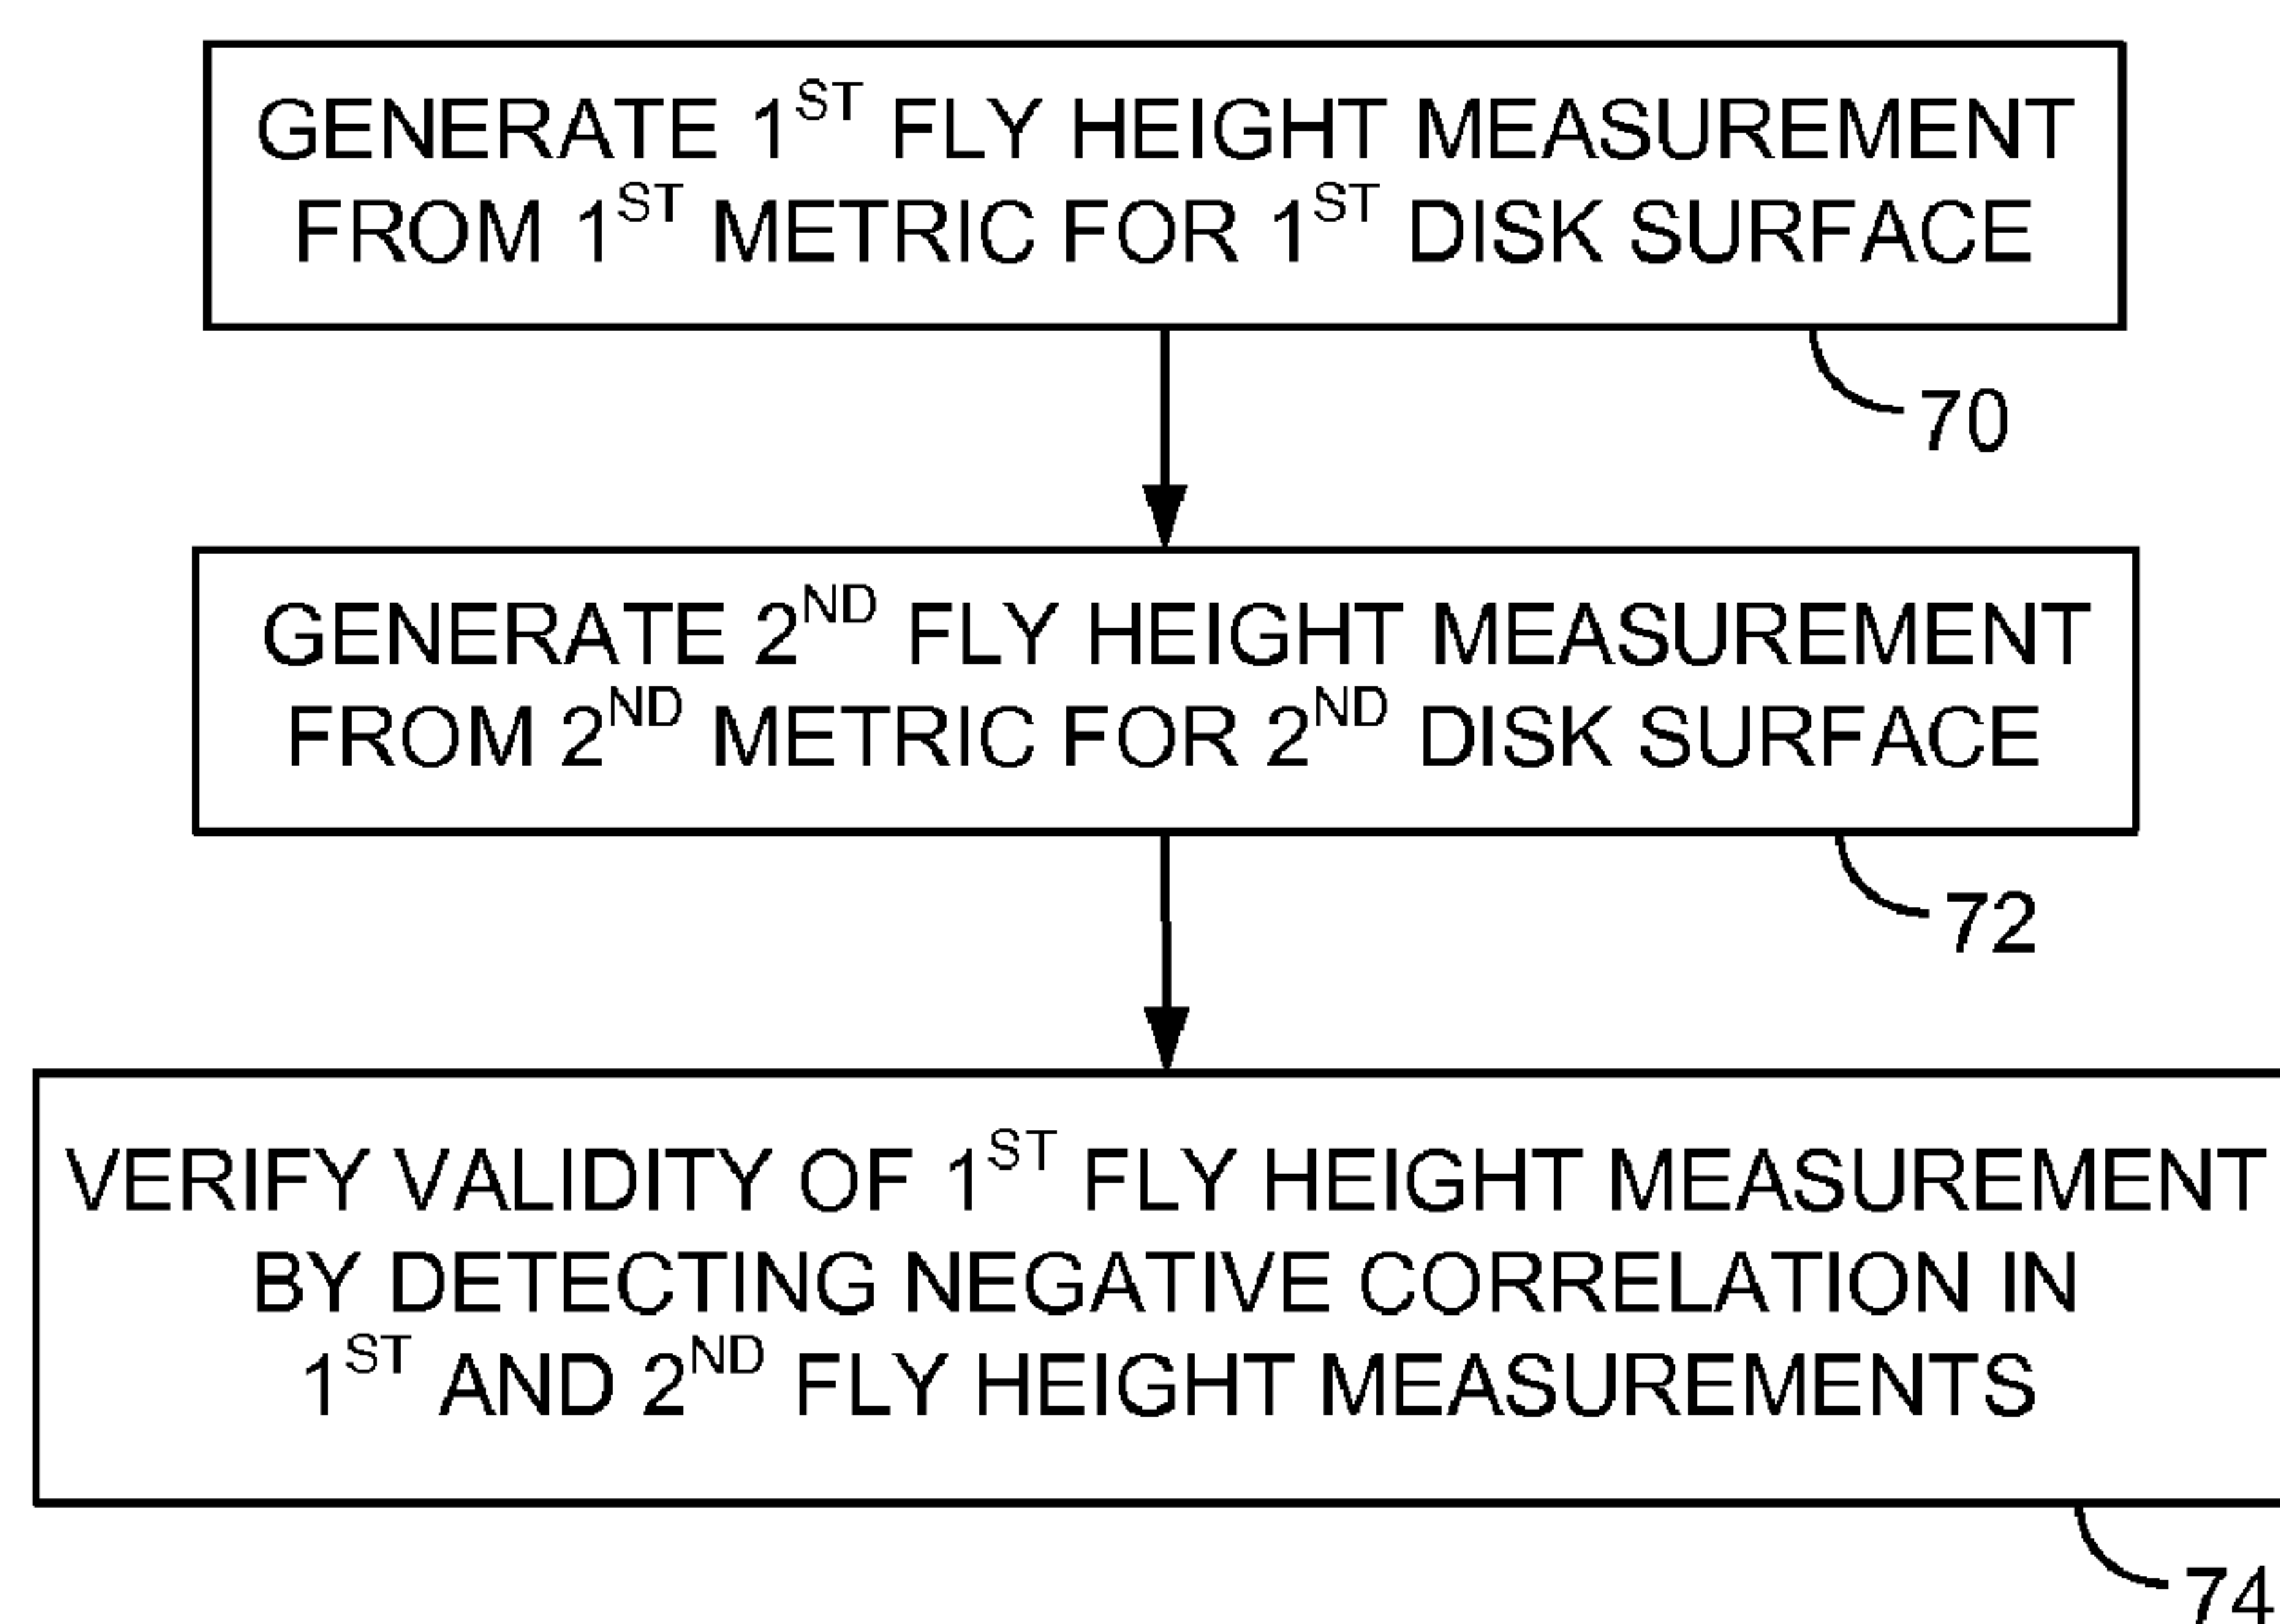 GENERATE 1ST FLY HEIGHT MEASUREMENT
FROM 1ST METRIC FOR 1ST DISK SURFACE
70
GENERATE 2ND FLY HEIGHT MEASUREMENT
FROM 2ND METRIC FOR 2ND DISK SURFACE
72
VERIFY VALIDITY OF 1ST FLY HEIGHT MEASUREMENT
BY DETECTING NEGATIVE CORRELATION IN
1ST AND 2ND FLY HEIGHT MEASUREMENTS
74